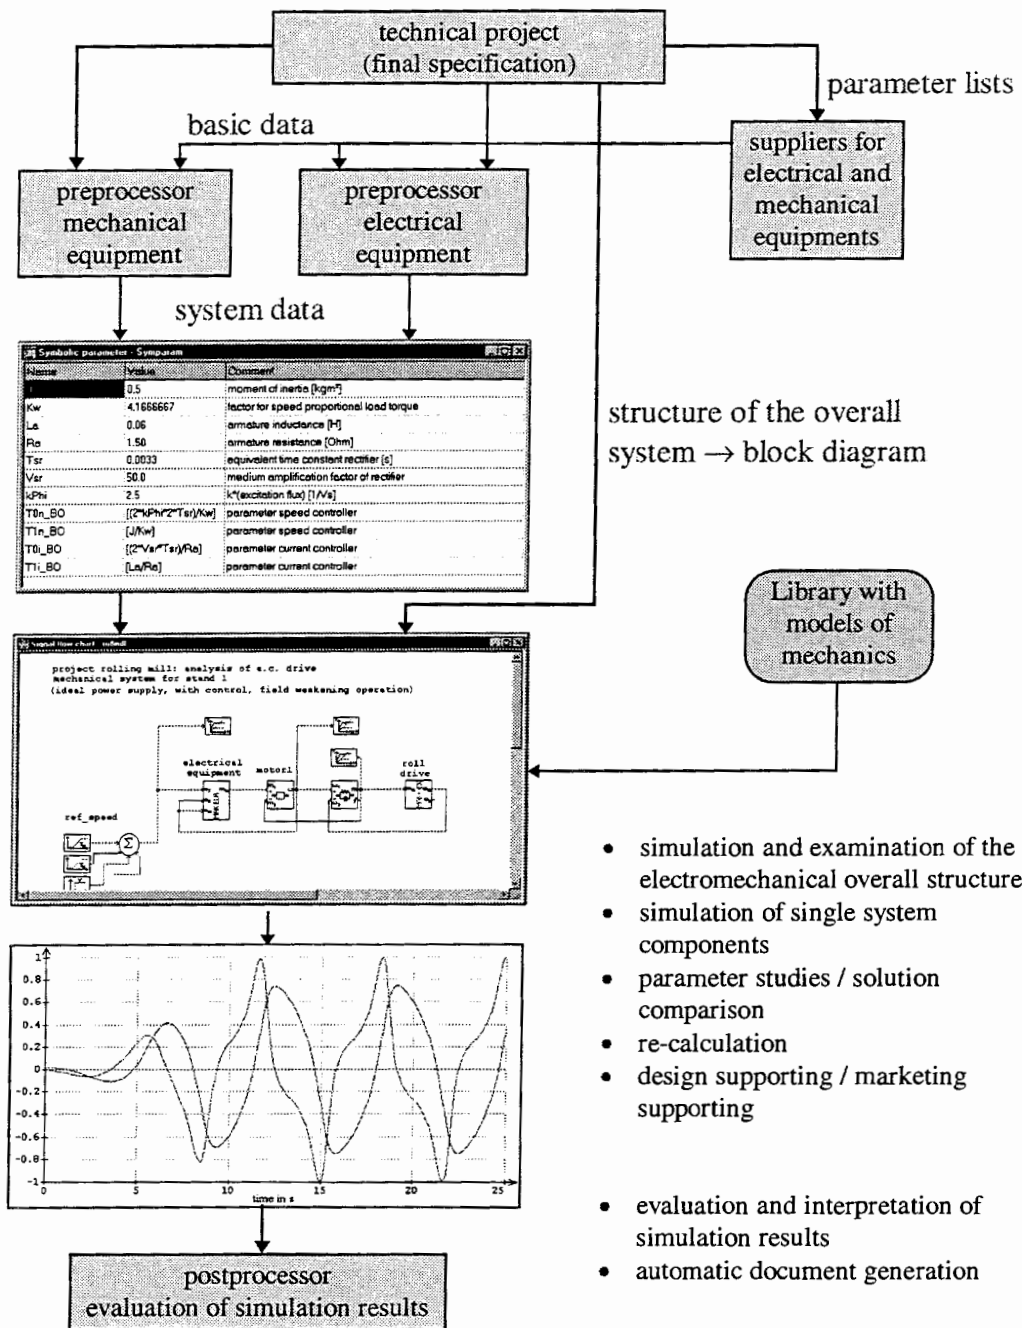 technical project
(final specification)
parameter lists
basic data
suppliers for
electrical and
mechanical
equipments
preprocessor
mechanical
equipment
preprocessor
electrical
equipment
system data
Symbolic parameter - Symparam
Name Value Comment
0.5 moment of inertia [kgm²]
Kw 4.1666667 factor for speed proportional load torque
La 0.06 armature inductance [H]
Ra 1.50 armature resistance [Ohm]
Tsr 0.0033 equivalent time constant rectifier [s]
Vsr 50.0 medium amplification factor of rectifier
kPhi 2.5 k*(excitation flux) [1/Vs]
T0n_BO [(2*kPhi*2*Tsr)/Kw] parameter speed controller
T1n_BO [J/Kw] parameter speed controller
T0i_BO [(2*Vsr*Tsr)/Ra] parameter current controller
T1i_BO [La/Ra] parameter current controller
structure of the overall
system → block diagram
Library with
models of
mechanics
Signal flow chart -
project rolling mill: analysis of a.c. drive
mechanical system for stand 1
(ideal power supply, with control, field weakening operation)
electrical
equipment
motor1
roll
drive
ref_speed
Σ
• simulation and examination of the
electromechanical overall structure
• simulation of single system
components
• parameter studies / solution
comparison
• re-calculation
• design supporting / marketing
supporting
1
0.8
0.6
0.4
0.2
0
-0.2
-0.4
-0.6
-0.8
-1
0 5 10 15 20 25
time in s
• evaluation and interpretation of
simulation results
• automatic document generation
postprocessor
evaluation of simulation results